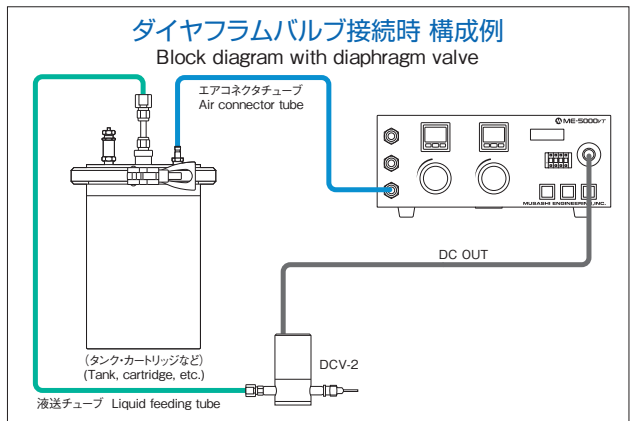 ダイヤフラムバルブ接続時 構成例
Block diagram with diaphragm valve
エアコネクタチューブ
Air connector tube
ME-5000VT
MUSASHI ENGINEERING, INC.
DC OUT
(タンク・カートリッジなど)
(Tank, cartridge, etc.)
DCV-2
液送チューブ Liquid feeding tube